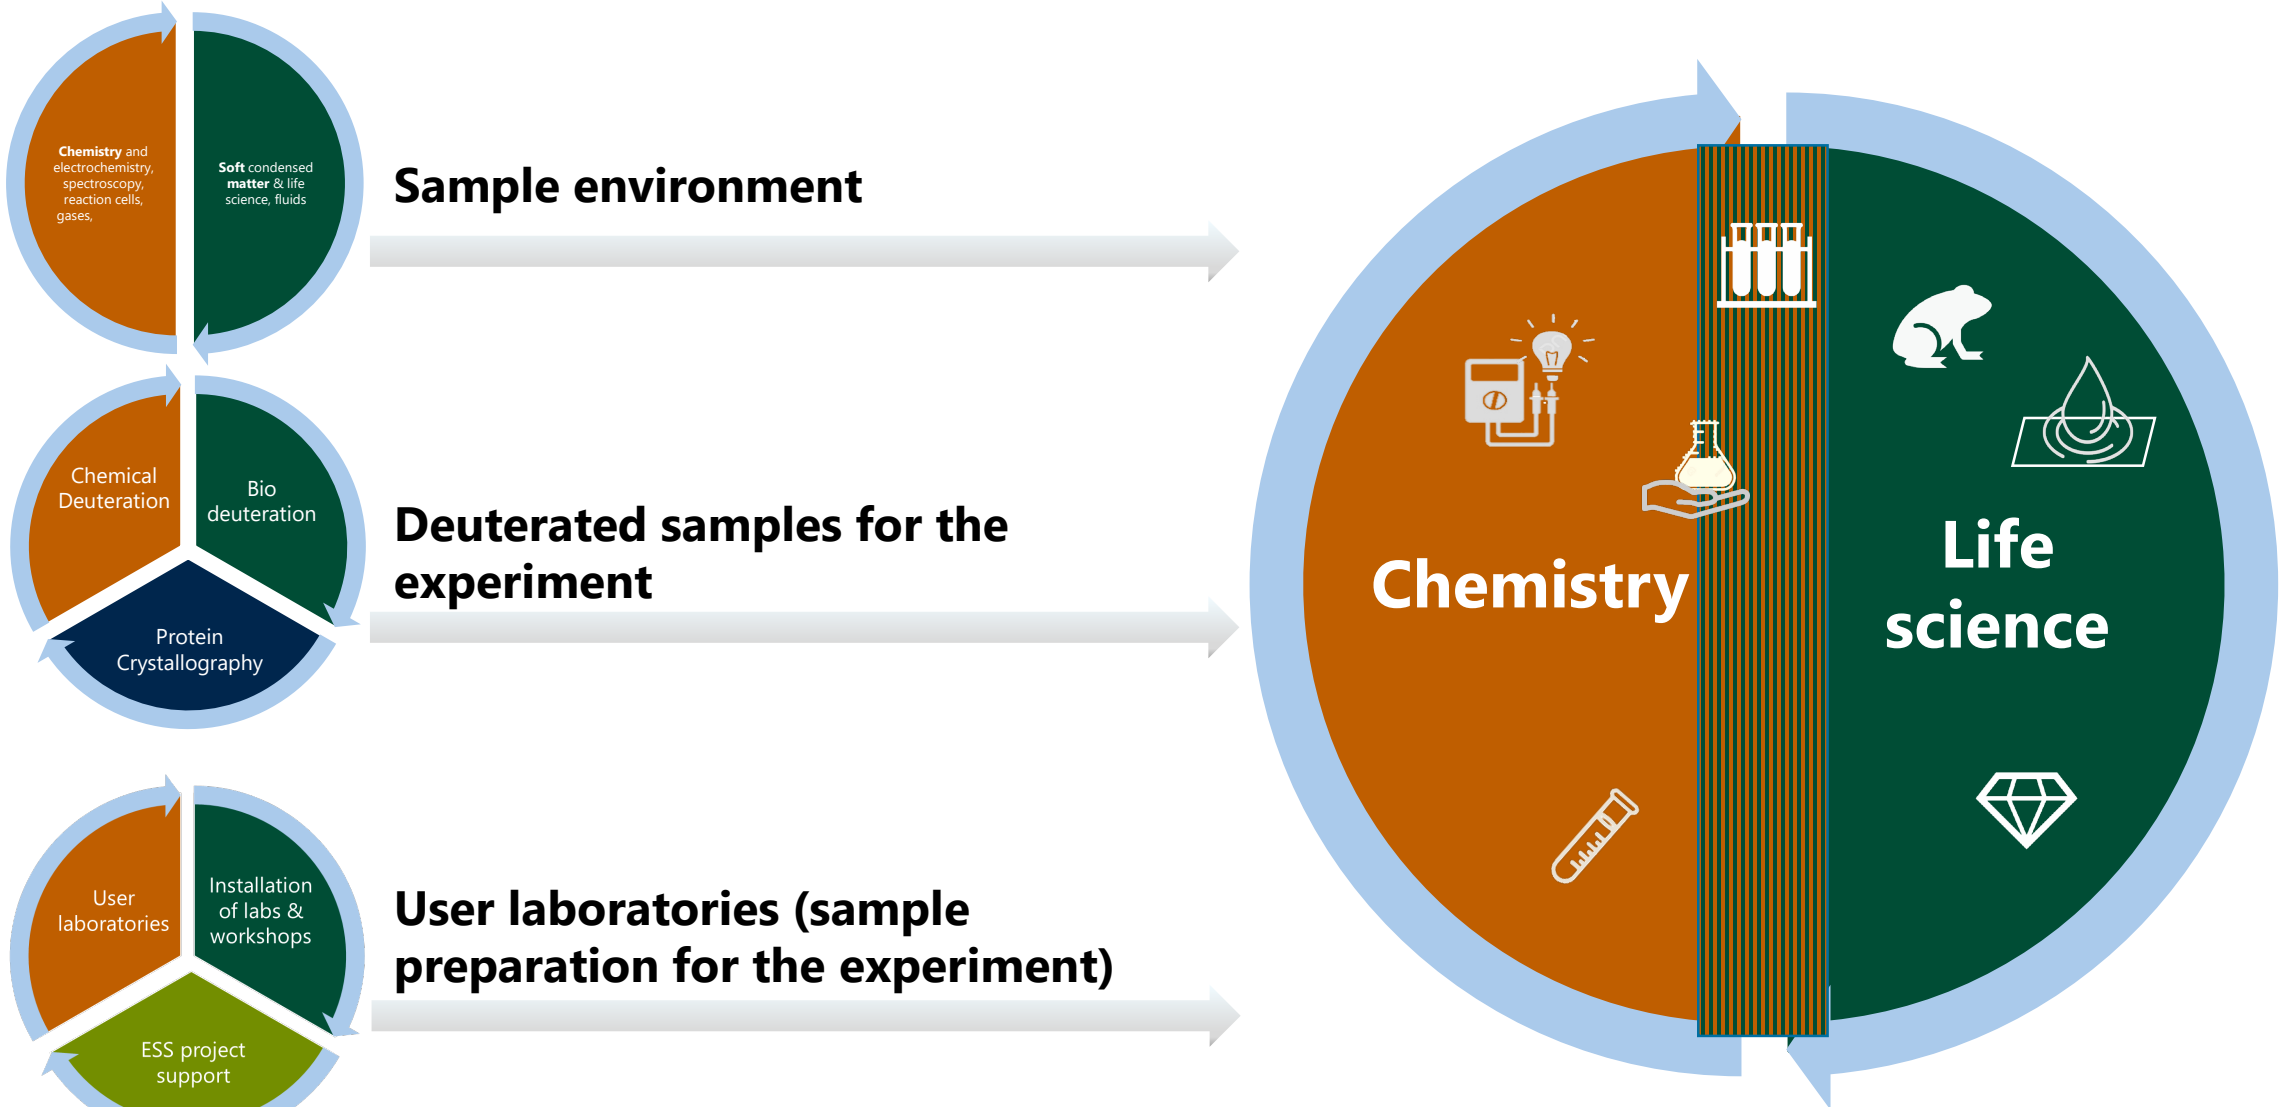 Chemistry and
electrochemistry,
spectroscopy,
reaction cells,
gases,
Soft condensed
matter & life
science, fluids
Sample environment
Chemical
Deuteration
Bio
deuteration
Protein
Crystallography
Deuterated samples for the
experiment
User
laboratories
Installation
of labs &
workshops
ESS project
support
User laboratories (sample
preparation for the experiment)
Chemistry
Life
science